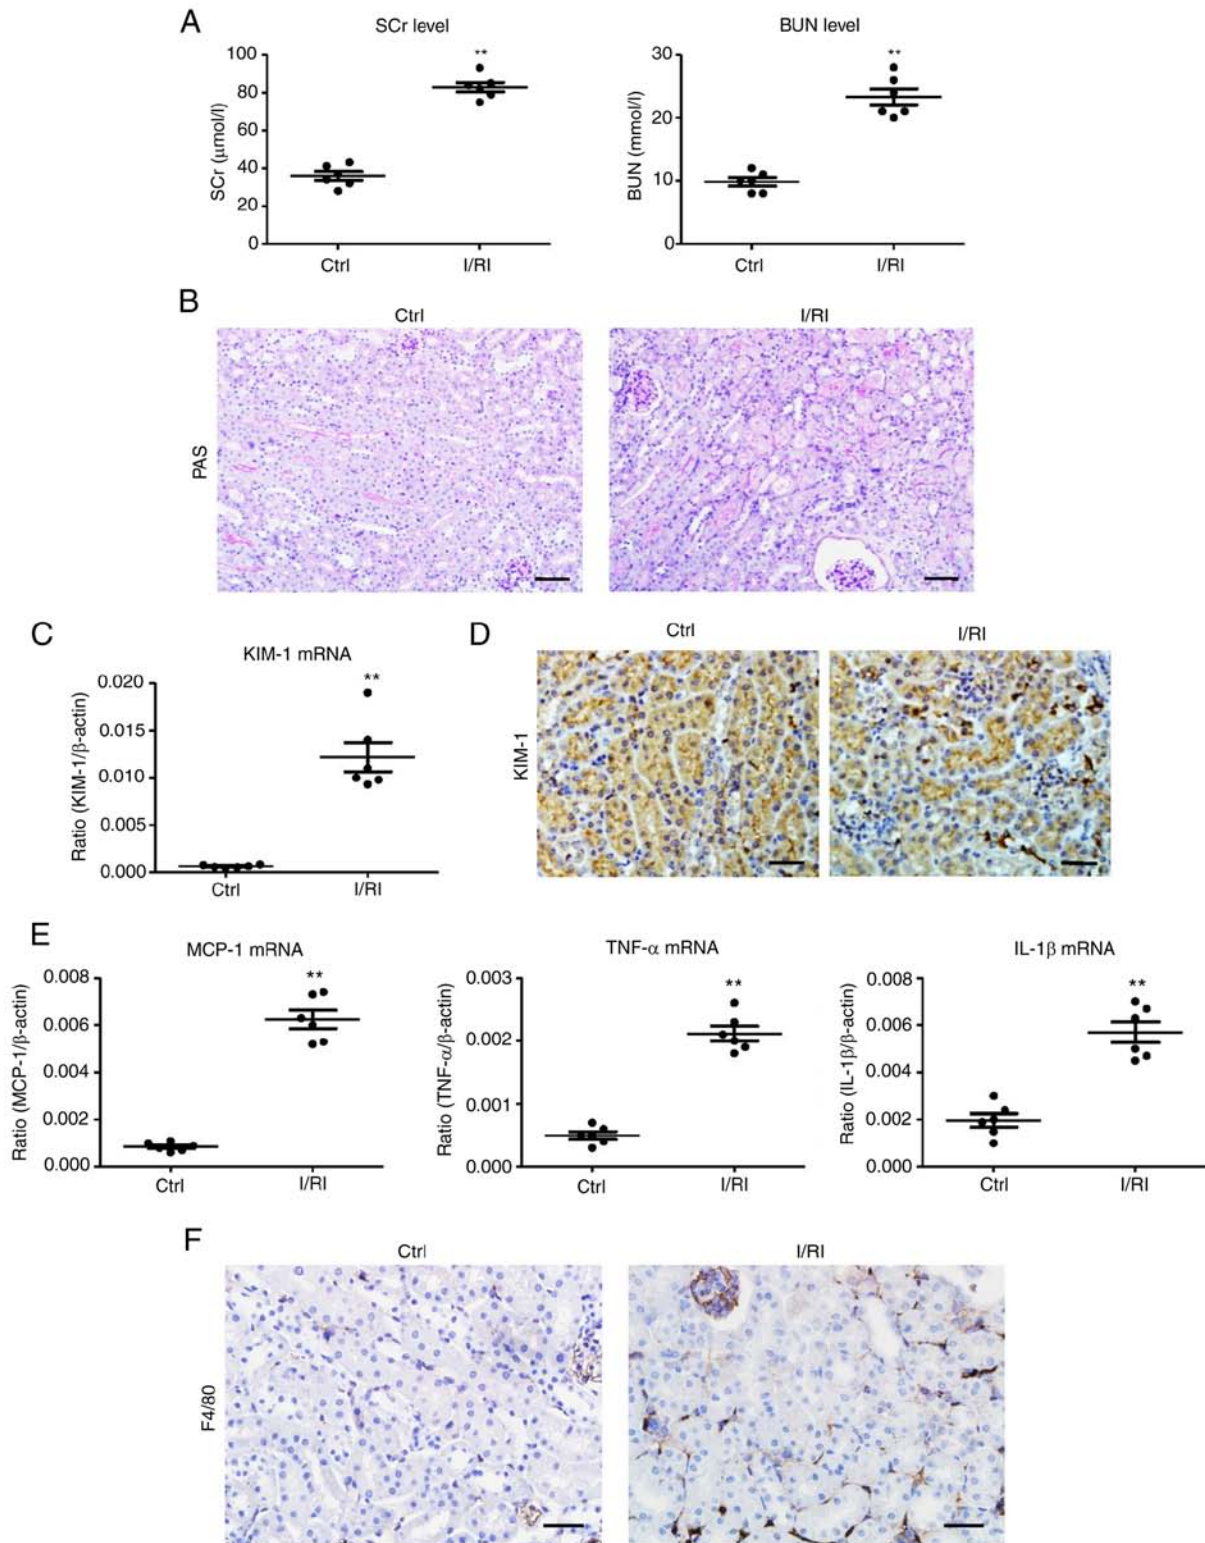 A
SCr level
BUN level
**
**
100
80
60
40
20
0
SCr (μmol/l)
Ctrl
I/RI
30
20
10
0
BUN (mmol/l)
Ctrl
I/RI
B
Ctrl
I/RI
PAS
C
KIM-1 mRNA
**
0.020
0.015
0.010
0.005
0.000
Ratio (KIM-1/β-actin)
Ctrl
I/RI
D
Ctrl
I/RI
KIM-1
E
MCP-1 mRNA
**
0.008
0.006
0.004
0.002
0.000
Ratio (MCP-1/β-actin)
Ctrl
I/RI
TNF-α mRNA
**
0.003
0.002
0.001
0.000
Ratio (TNF-α/β-actin)
Ctrl
I/RI
IL-1β mRNA
**
0.008
0.006
0.004
0.002
0.000
Ratio (IL-1β/β-actin)
Ctrl
I/RI
F
Ctrl
I/RI
F4/80